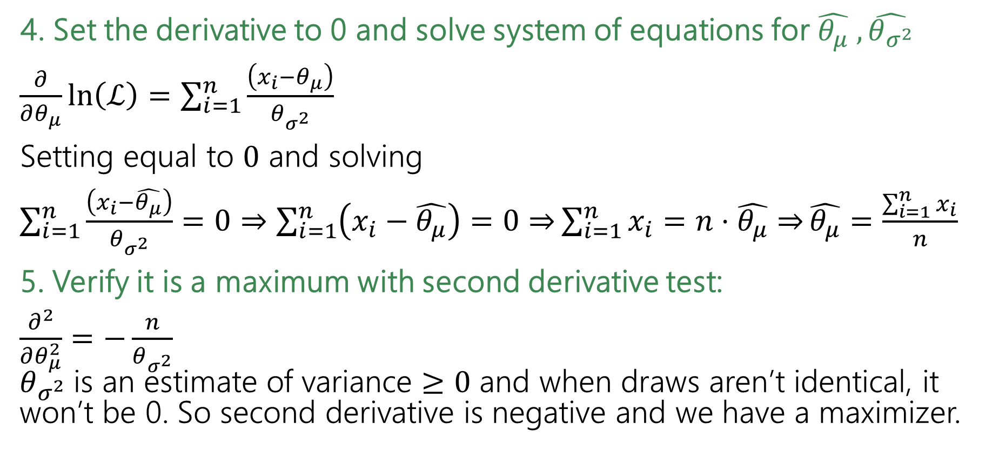 4. Set the derivative to 0 and solve system of equations for $\widehat{\theta_\mu}, \widehat{\theta_{\sigma^2}}$
$\frac{\partial}{\partial \theta_\mu} \ln(\mathcal{L}) = \sum_{i=1}^{n} \frac{(x_i - \theta_\mu)}{\theta_{\sigma^2}}$
Setting equal to 0 and solving
$\sum_{i=1}^{n} \frac{(x_i - \widehat{\theta_\mu})}{\theta_{\sigma^2}} = 0 \Rightarrow \sum_{i=1}^{n} (x_i - \widehat{\theta_\mu}) = 0 \Rightarrow \sum_{i=1}^{n} x_i = n \cdot \widehat{\theta_\mu} \Rightarrow \widehat{\theta_\mu} = \frac{\sum_{i=1}^{n} x_i}{n}$
5. Verify it is a maximum with second derivative test:
$\frac{\partial^2}{\partial \theta_\mu^2} = -\frac{n}{\theta_{\sigma^2}}$
$\theta_{\sigma^2}$ is an estimate of variance ≥ 0 and when draws aren't identical, it
won't be 0. So second derivative is negative and we have a maximizer.